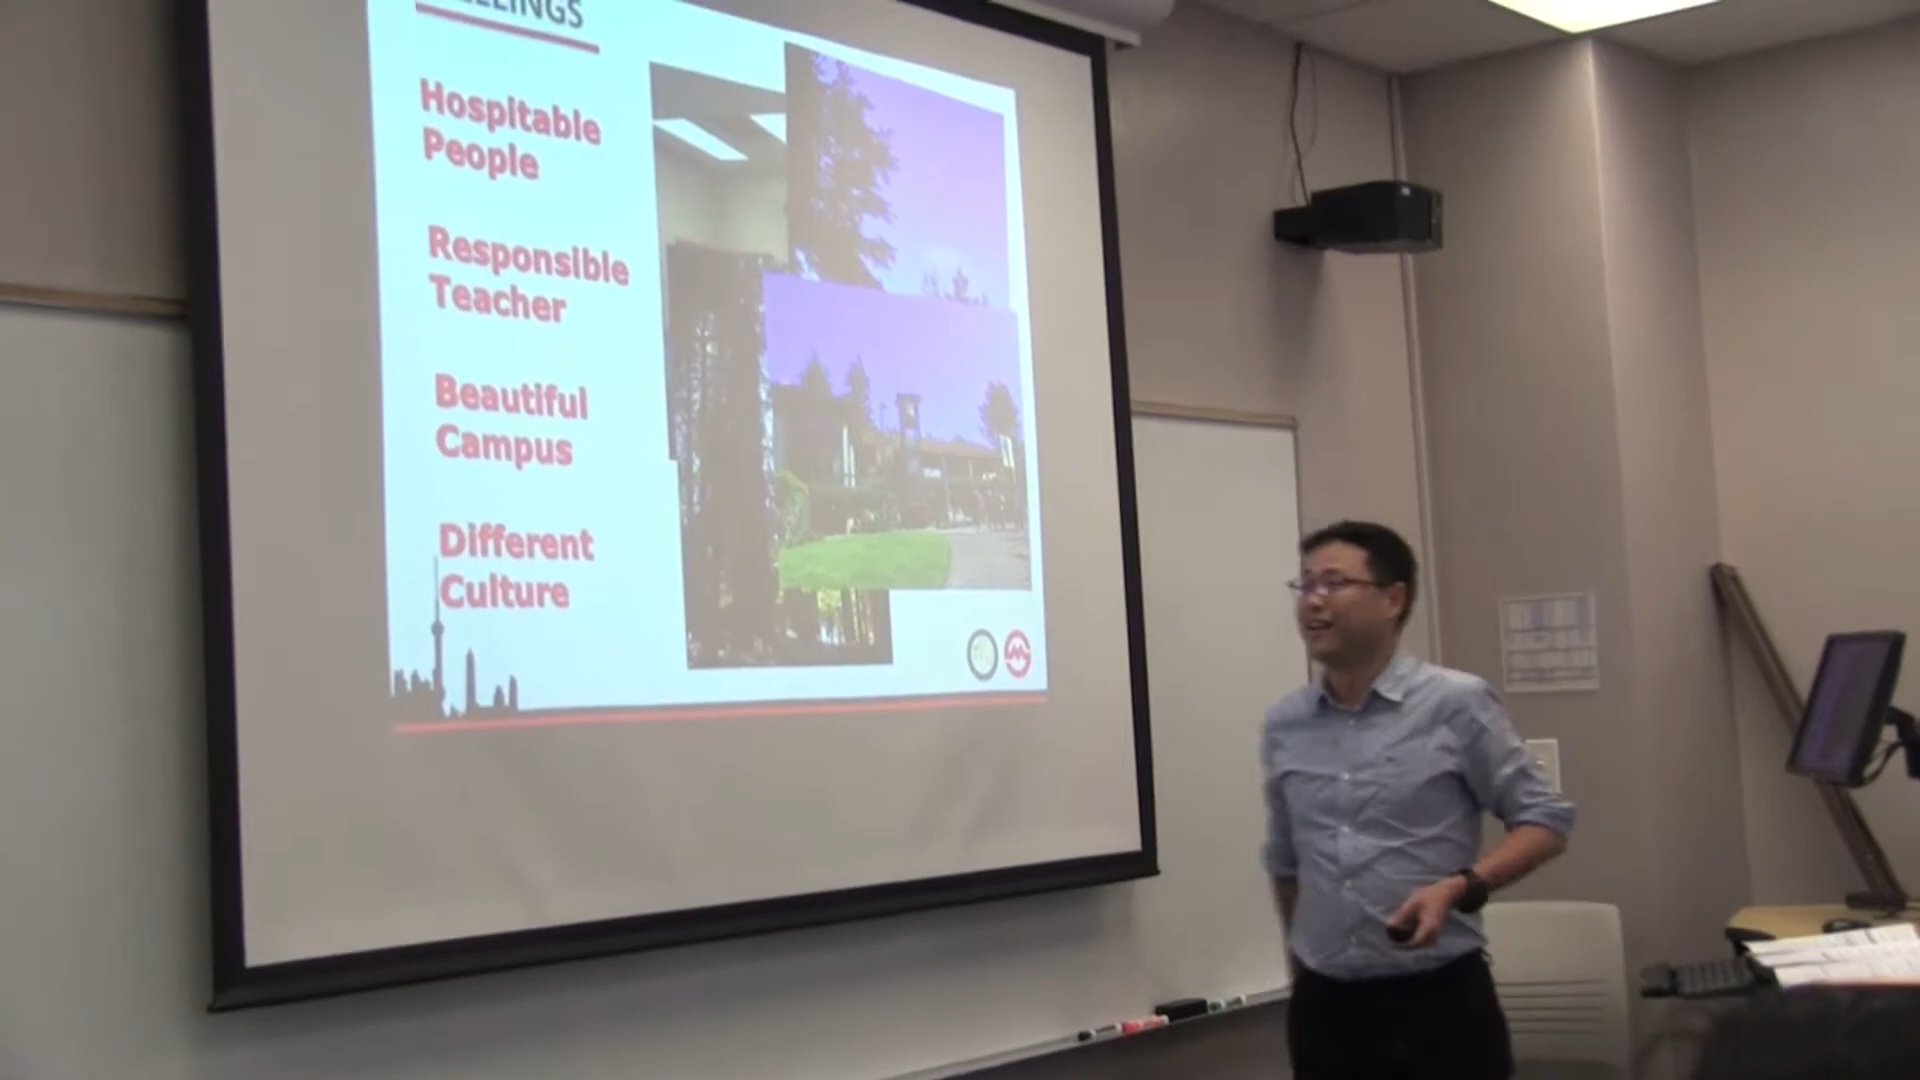 Hospitable
People
Responsible
Teacher
Beautiful
Campus
Different
Culture